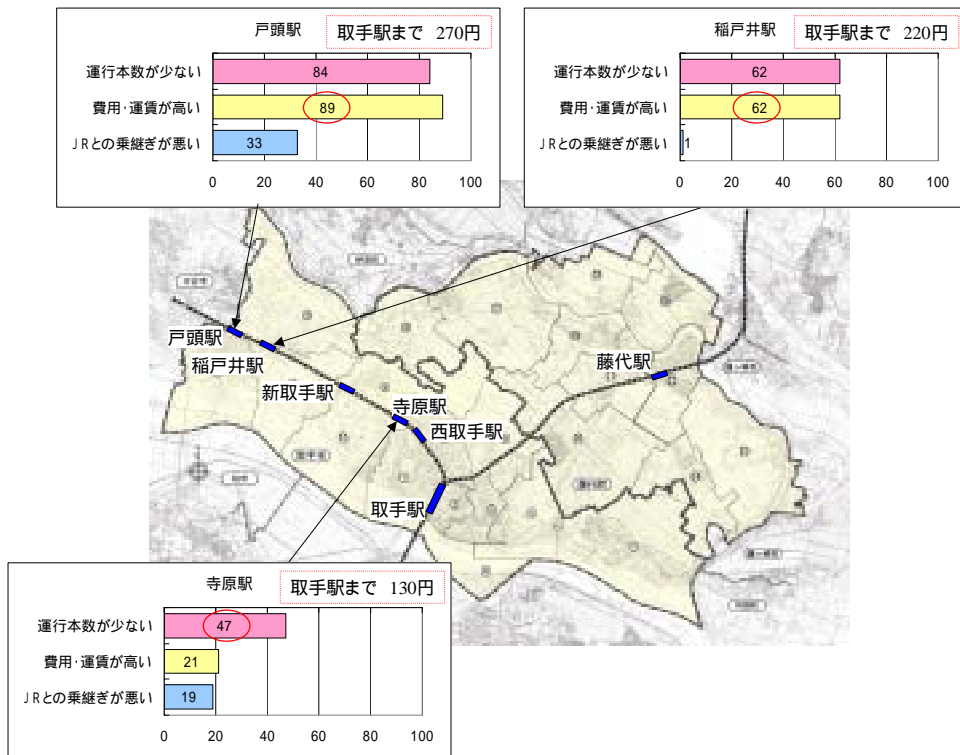 戸頭駅
取手駅まで 270円
運行本数が少ない
84
費用・運賃が高い
89
JRとの乗継ぎが悪い
33
0 20 40 60 80 100
稲戸井駅
取手駅まで 220円
運行本数が少ない
62
費用・運賃が高い
62
JRとの乗継ぎが悪い
1
0 20 40 60 80 100
戸頭駅
稲戸井駅
新取手駅
寺原駅
西取手駅
取手駅
藤代駅
寺原駅
取手駅まで 130円
運行本数が少ない
47
費用・運賃が高い
21
JRとの乗継ぎが悪い
19
0 20 40 60 80 100